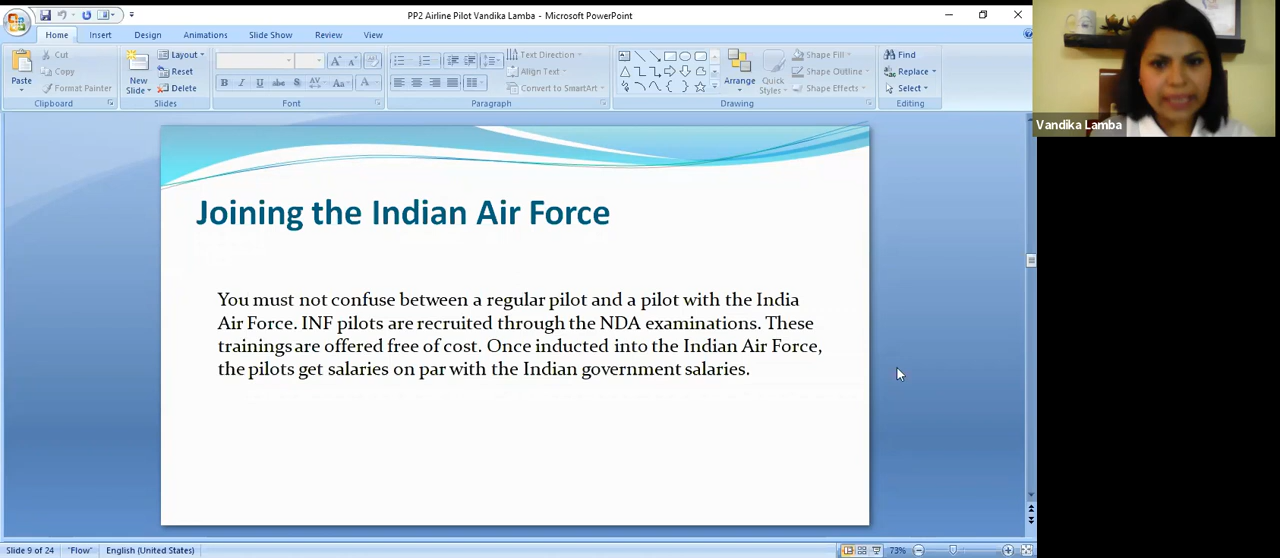 PP2 Airline Pilot Vandika Lamba - Microsoft PowerPoint
Home Insert Design Animations Slide Show Review View
Paste
Cut
Copy
Format Painter
Clipboard
New Slide
Layout
Reset
Delete
Slides
B I U abc S AV Aa A
Font
Text Direction
Align Text
Convert to SmartArt
Paragraph
Arrange
Quick Styles
Shape Fill
Shape Outline
Shape Effects
Drawing
Find
Replace
Select
Editing
Vandika Lamba
Joining the Indian Air Force
You must not confuse between a regular pilot and a pilot with the India
Air Force. INF pilots are recruited through the NDA examinations. These
trainings are offered free of cost. Once inducted into the Indian Air Force,
the pilots get salaries on par with the Indian government salaries.
Slide 9 of 24 "Flow" English (United States) 73%